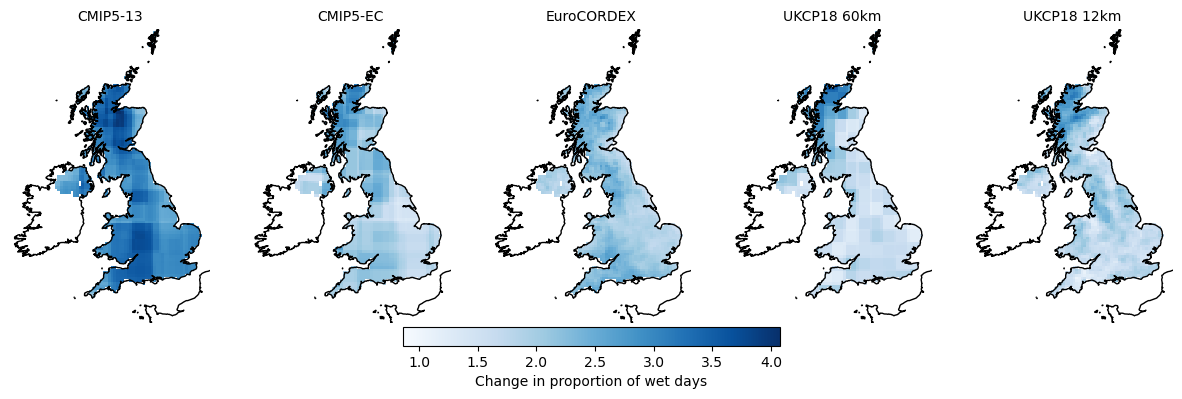 CMIP5-13
CMIP5-EC
EuroCORDEX
UKCP18 60km
UKCP18 12km
1.0 1.5 2.0 2.5 3.0 3.5 4.0
Change in proportion of wet days